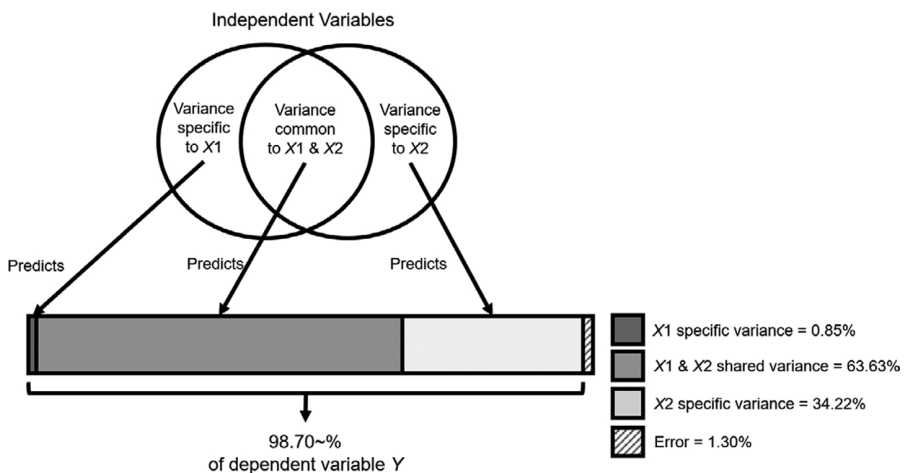 Independent Variables
Variance
specific
to X1
Variance
common
to X1 & X2
Variance
specific
to X2
Predicts
Predicts
Predicts
X1 specific variance = 0.85%
X1 & X2 shared variance = 63.63%
X2 specific variance = 34.22%
Error = 1.30%
98.70~%
of dependent variable Y